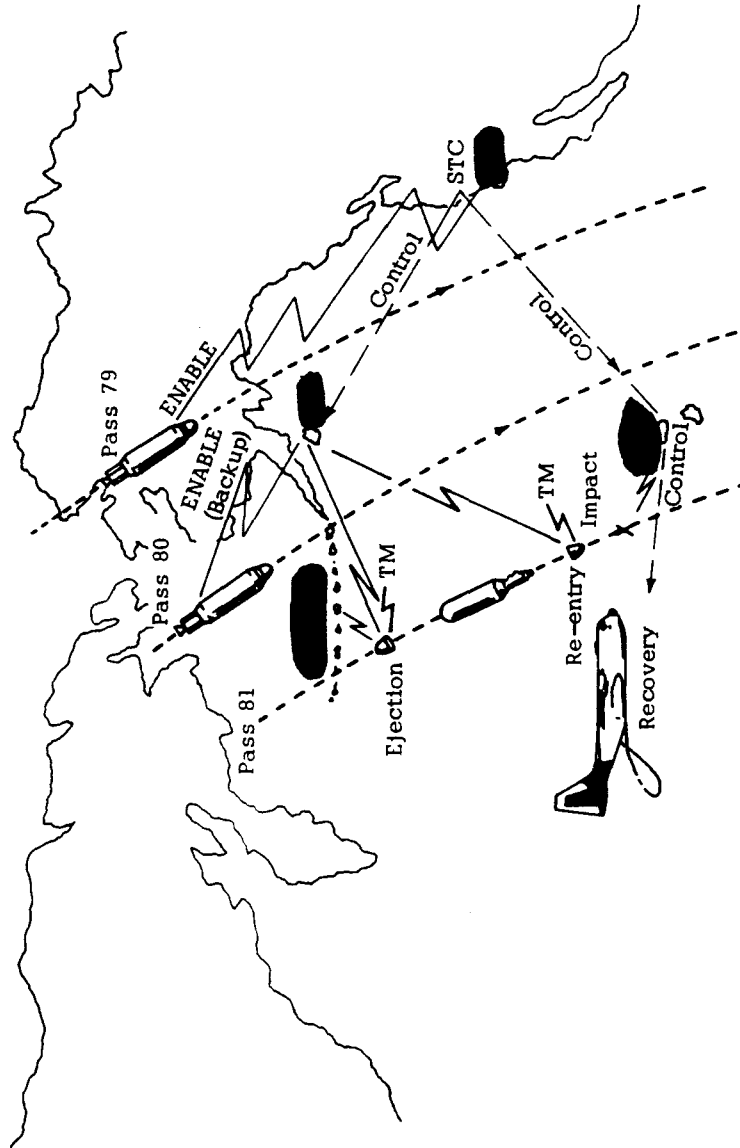 Pass 79
ENABLE
Pass 80
ENABLE
(Backup)
Pass 81
STC
Control
Control
TM
Ejection
TM
Re-entry
Impact
Control
Recovery